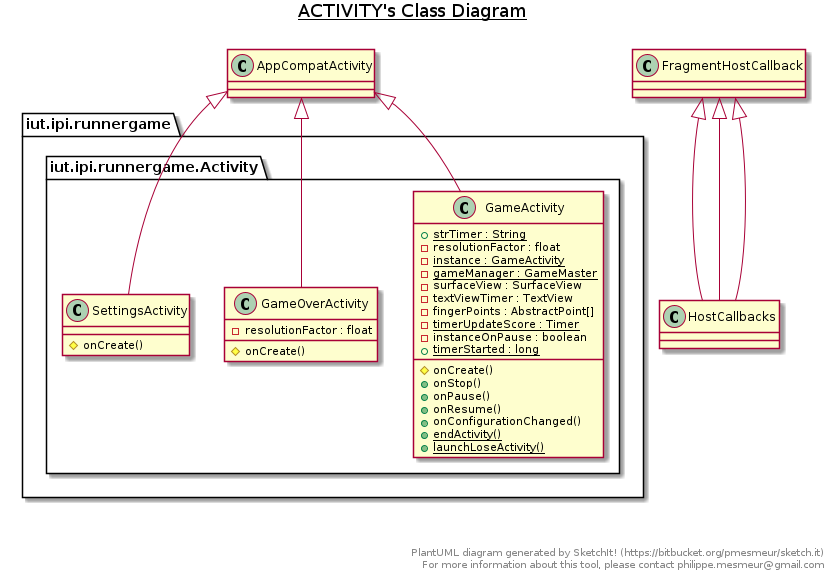 ACTIVITY's Class Diagram
C AppCompatActivity
C FragmentHostCallback
iut.ipi.runnergame
iut.ipi.runnergame.Activity
C GameActivity
strTimer : String
resolutionFactor : float
instance : GameActivity
gameManager : GameMaster
surfaceView : SurfaceView
textViewTimer : TextView
fingerPoints : AbstractPoint[]
timerUpdateScore : Timer
instanceOnPause : boolean
timerStarted : long
onCreate()
onStop()
onPause()
onResume()
onConfigurationChanged()
endActivity()
launchLoseActivity()
C SettingsActivity
onCreate()
C GameOverActivity
resolutionFactor : float
onCreate()
C HostCallbacks
PlantUML diagram generated by SketchIt! (https://bitbucket.org/pmesmeur/sketch.it)
For more information about this tool, please contact philippe.mesmeur@gmail.com